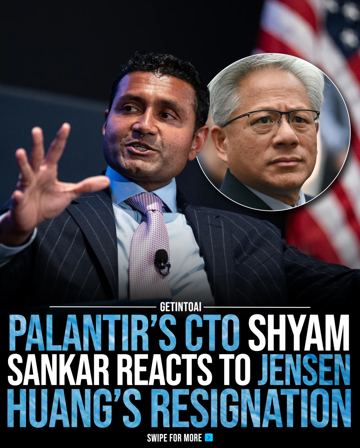 GETINTOAI
PALANTIR'S CTO SHYAM
SANKAR REACTS TO JENSEN
HUANG'S RESIGNATION
SWIPE FOR MORE